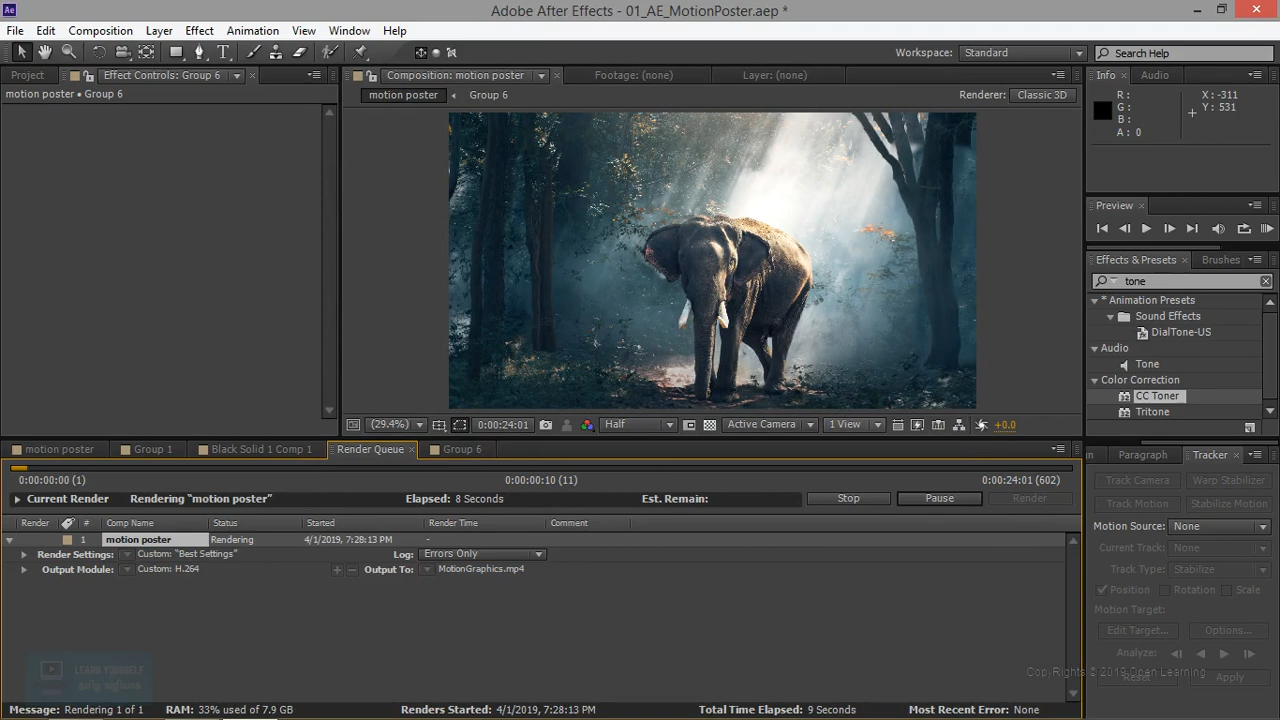 Adobe After Effects - 01_AE_MotionPoster.aep *
File Edit Composition Layer Effect Animation View Window Help
Workspace: Standard Search Help
Project Effect Controls: Group 6
motion poster • Group 6
Composition: motion poster Footage: (none) Layer: (none)
motion poster Group 6 Renderer: Classic 3D
Info Audio
R : X : -311
G : Y : 531
B :
A : 0
Preview
Effects & Presets Brushes
tone
* Animation Presets
Sound Effects
DialTone-US
Audio
Tone
Color Correction
CC Toner
Tritone
(29.4%) 0:00:24:01 Half Active Camera 1 View +0.0
motion poster Group 1 Black Solid 1 Comp 1 Render Queue Group 6
0:00:00:00 (1) 0:00:00:10 (11) 0:00:24:01 (602)
Current Render Rendering “motion poster” Elapsed: 8 Seconds Est. Remain: Stop Pause Render
Render # Comp Name Status Started Render Time Comment
1 motion poster Rendering 4/1/2019, 7:28:13 PM -
Render Settings: Custom: “Best Settings” Log: Errors Only
Output Module: Custom: H.264 Output To: MotionGraphics.mp4
Paragraph Tracker
Track Camera Warp Stabilizer
Track Motion Stabilize Motion
Motion Source: None
Current Track: None
Track Type: Stabilize
Position Rotation Scale
Motion Target:
Edit Target... Options...
Analyze:
Reset Apply
LEARN YOURSELF
Copy Rights © 2019 Open Learning
Message: Rendering 1 of 1 RAM: 33% used of 7.9 GB Renders Started: 4/1/2019, 7:28:13 PM Total Time Elapsed: 9 Seconds Most Recent Error: None